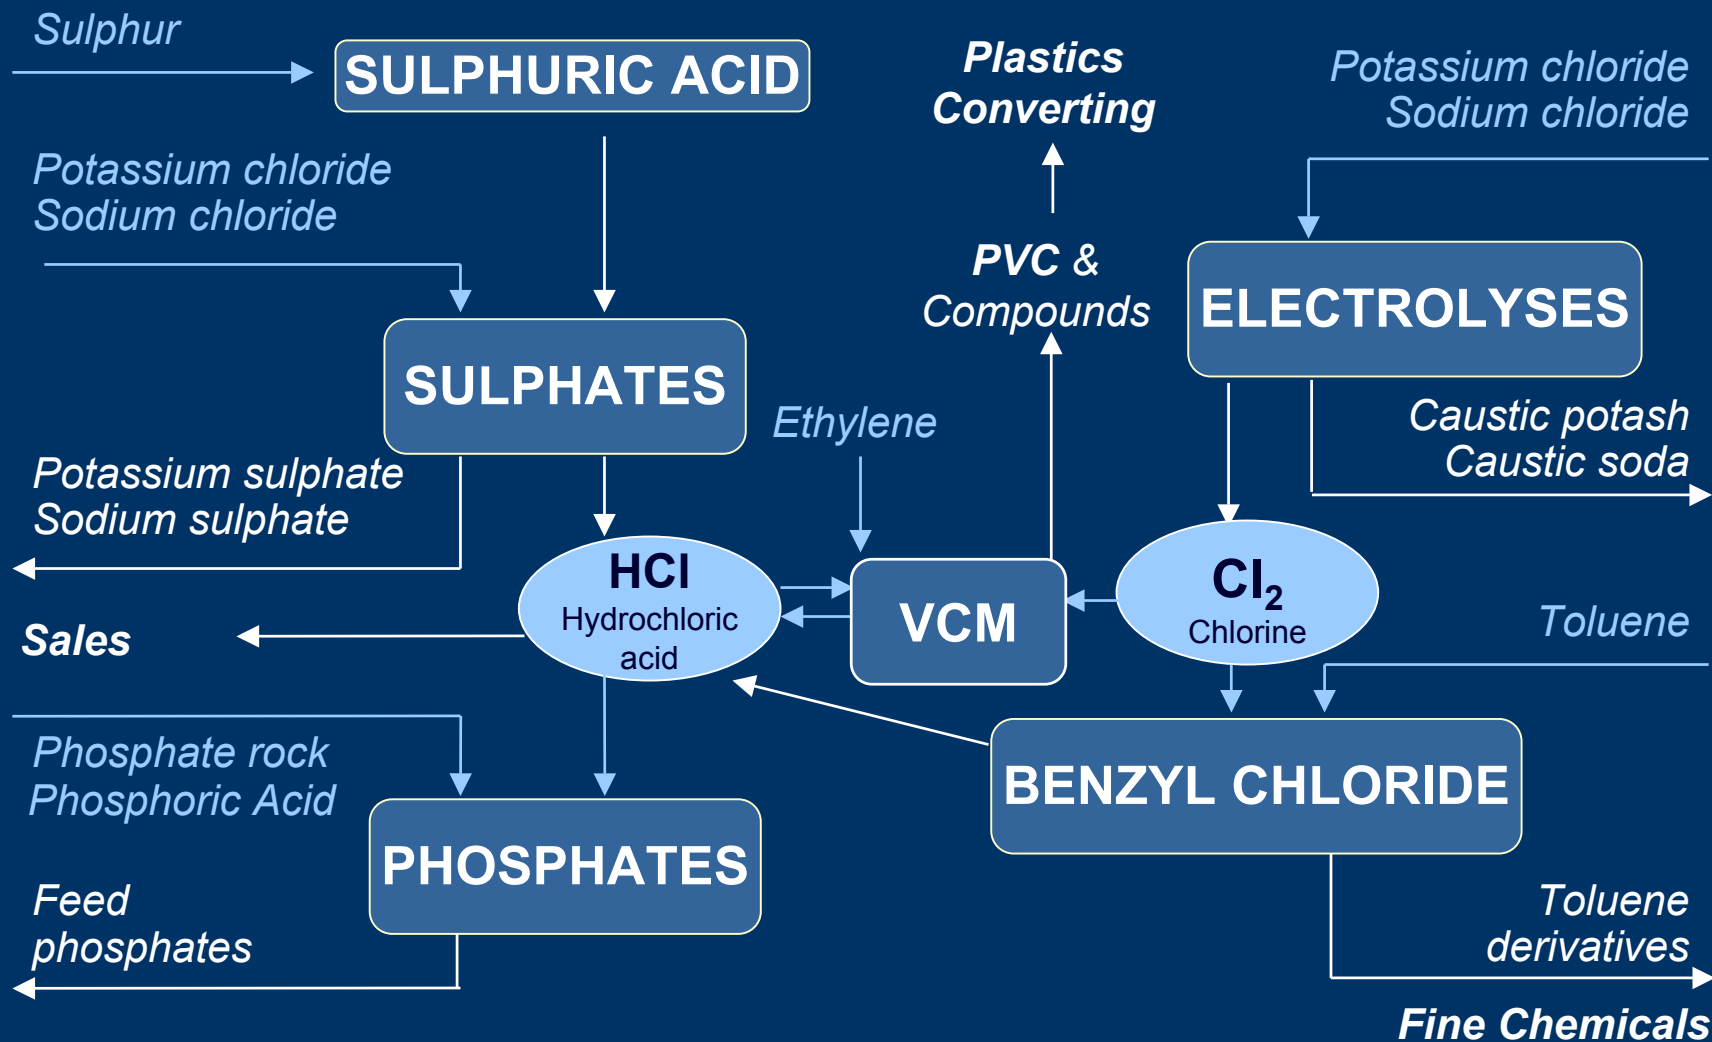 Sulphur
SULPHURIC ACID
Plastics
Converting
Potassium chloride
Sodium chloride
Potassium chloride
Sodium chloride
PVC &
Compounds
ELECTROLYSES
SULPHATES
Ethylene
Caustic potash
Caustic soda
Potassium sulphate
Sodium sulphate
HCl
Hydrochloric
acid
VCM
Cl₂
Chlorine
Sales
Toluene
Phosphate rock
Phosphoric Acid
BENZYL CHLORIDE
PHOSPHATES
Feed
phosphates
Toluene
derivatives
Fine Chemicals